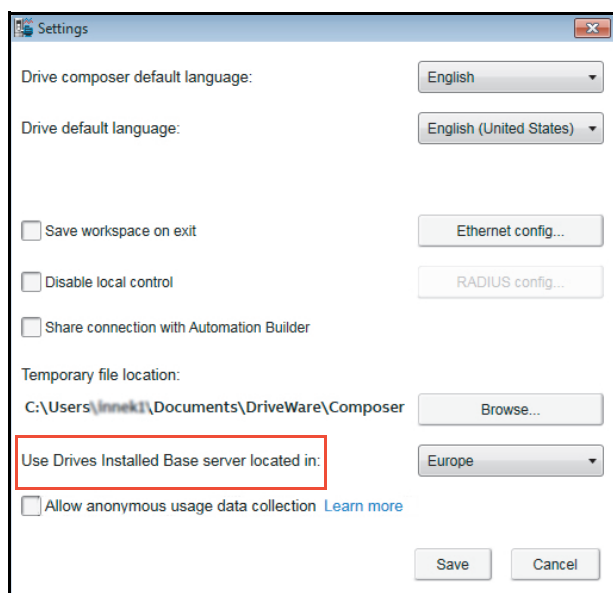 Settings
Drive composer default language:
English
Drive default language:
English (United States)
Save workspace on exit
Ethernet config...
Disable local control
RADIUS config...
Share connection with Automation Builder
Temporary file location:
C:\Users\ \Documents\DriveWare\Composer
Browse...
Use Drives Installed Base server located in:
Europe
Allow anonymous usage data collection Learn more
Save
Cancel